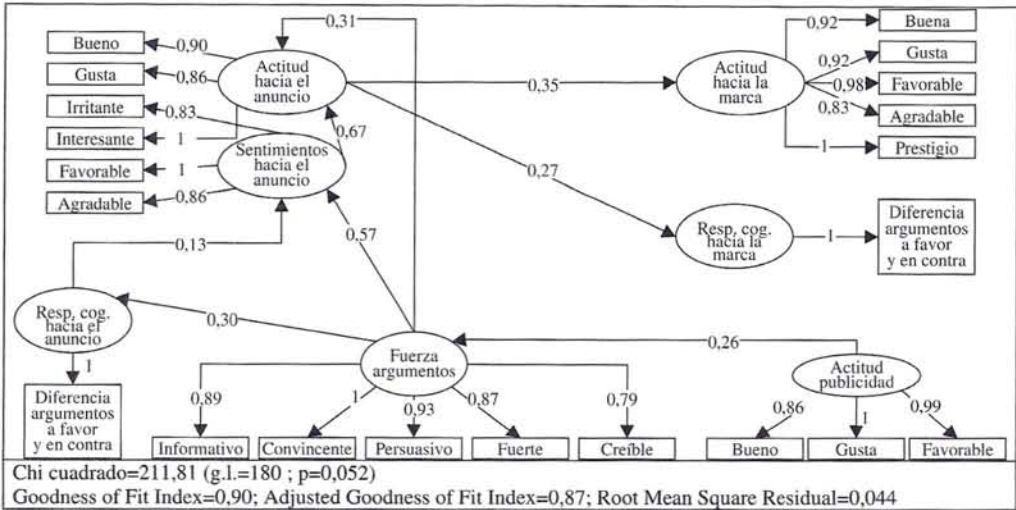 0,31
Bueno
0,90
Gusta
0,86
Irritante
0,83
Interesante
1
Favorable
1
Agradable
0,86
Actitud
hacia el
anuncio
0,67
Sentimientos
hacia el
anuncio
0,35
0,27
Actitud
hacia la
marca
0,92
Buena
0,92
Gusta
0,98
Favorable
0,83
Agradable
1
Prestigio
Resp. cog.
hacia la
marca
1
Diferencia
argumentos
a favor
y en contra
0,13
0,57
Resp. cog.
hacia el
anuncio
0,30
1
Diferencia
argumentos
a favor
y en contra
Fuerza
argumentos
0,26
Actitud
publicidad
0,89
1
0,93
0,87
0,79
0,86
1
0,99
Informativo
Convincente
Persuasivo
Fuerte
Creíble
Bueno
Gusta
Favorable
Chi cuadrado=211,81 (g.l.=180 ; p=0,052)
Goodness of Fit Index=0,90; Adjusted Goodness of Fit Index=0,87; Root Mean Square Residual=0,044